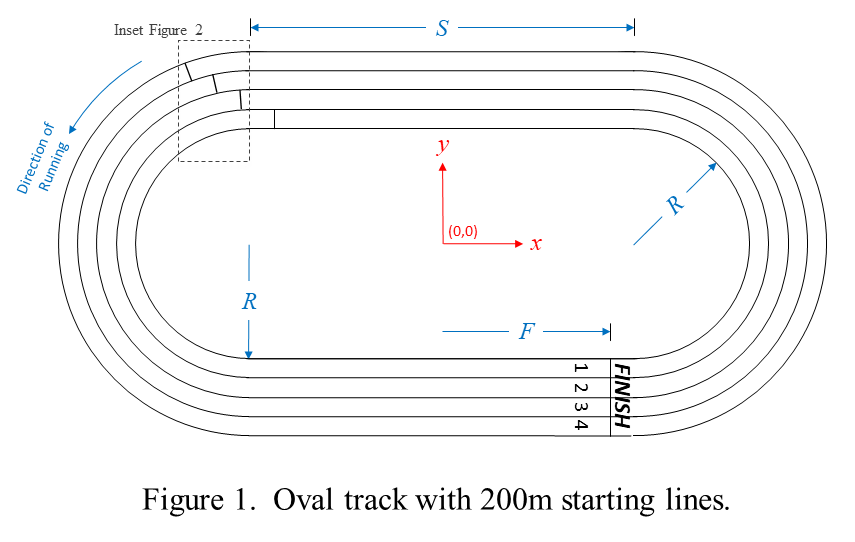 Inset Figure 2
S
Direction of
Running
y
(0,0)
x
R
R
F
1 2 3 4
FINISH
Figure 1. Oval track with 200m starting lines.